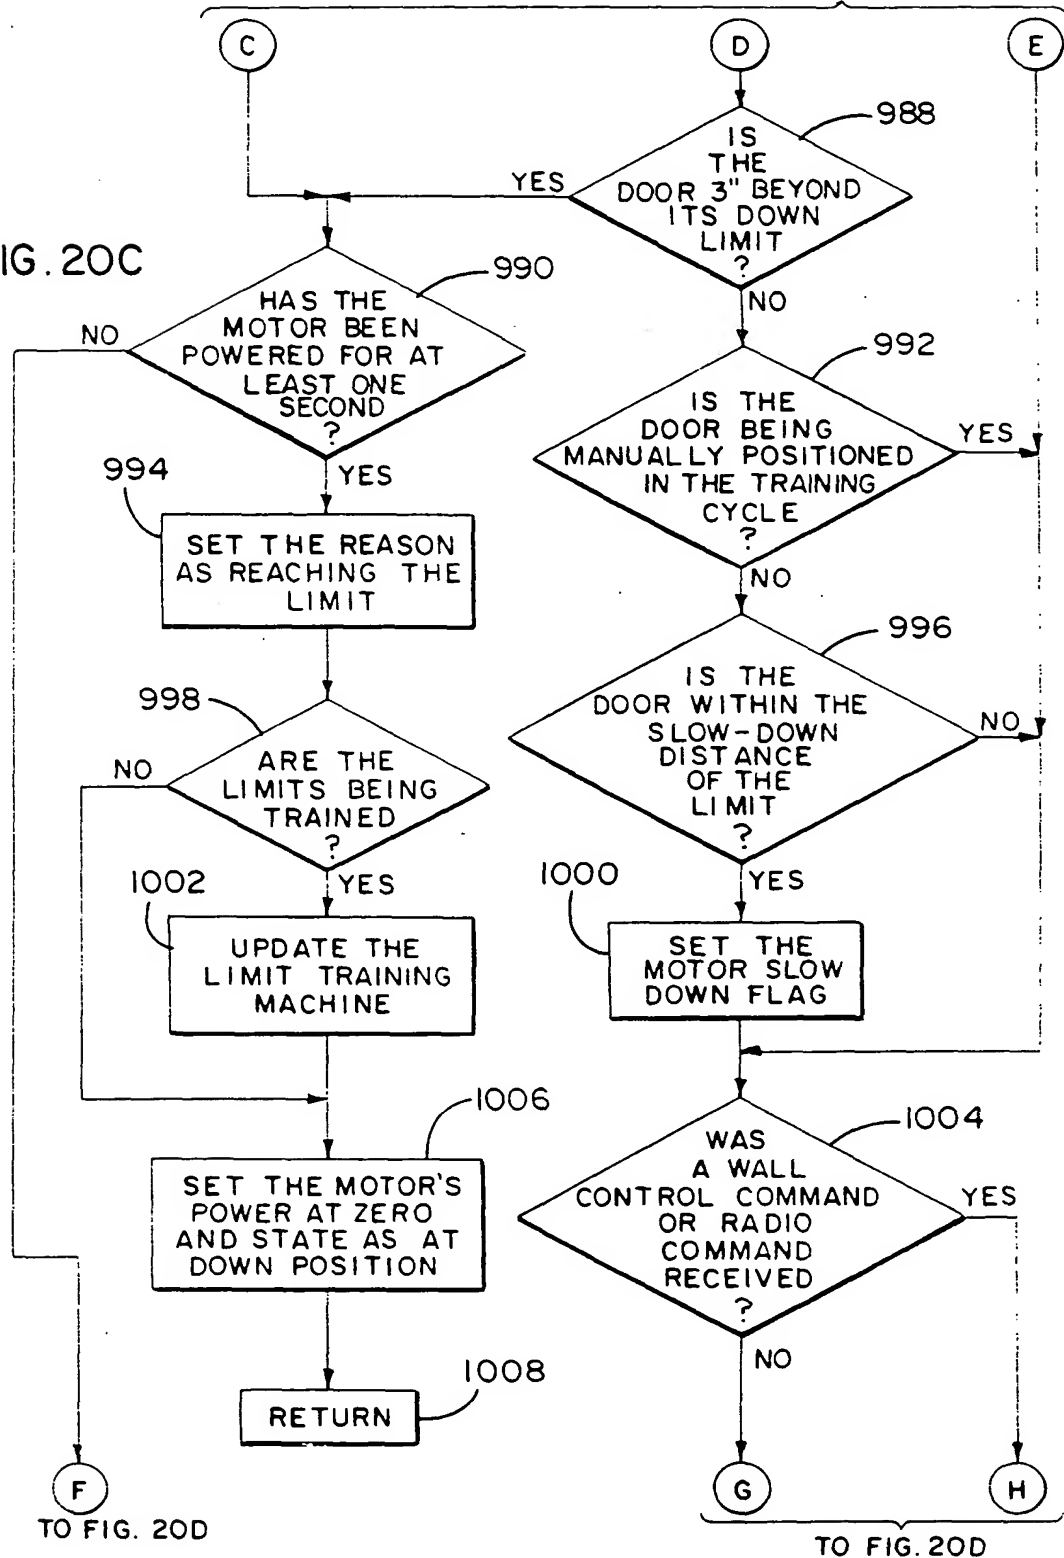 C
D
E
988
IS
THE
DOOR 3" BEYOND
ITS DOWN
LIMIT
?
YES
NO
IG. 20C
990
HAS THE
MOTOR BEEN
POWERED FOR AT
LEAST ONE
SECOND
?
NO
YES
992
IS THE
DOOR BEING
MANUALLY POSITIONED
IN THE TRAINING
CYCLE
?
YES
NO
994
SET THE REASON
AS REACHING THE
LIMIT
996
IS THE
DOOR WITHIN THE
SLOW-DOWN
DISTANCE
OF THE
LIMIT
?
NO
YES
998
ARE THE
LIMITS BEING
TRAINED
?
NO
YES
1000
SET THE
MOTOR SLOW
DOWN FLAG
1002
UPDATE THE
LIMIT TRAINING
MACHINE
1004
WAS
A WALL
CONTROL COMMAND
OR RADIO
COMMAND
RECEIVED
?
YES
NO
1006
SET THE MOTOR'S
POWER AT ZERO
AND STATE AS AT
DOWN POSITION
1008
RETURN
F
TO FIG. 20D
G
H
TO FIG. 20D